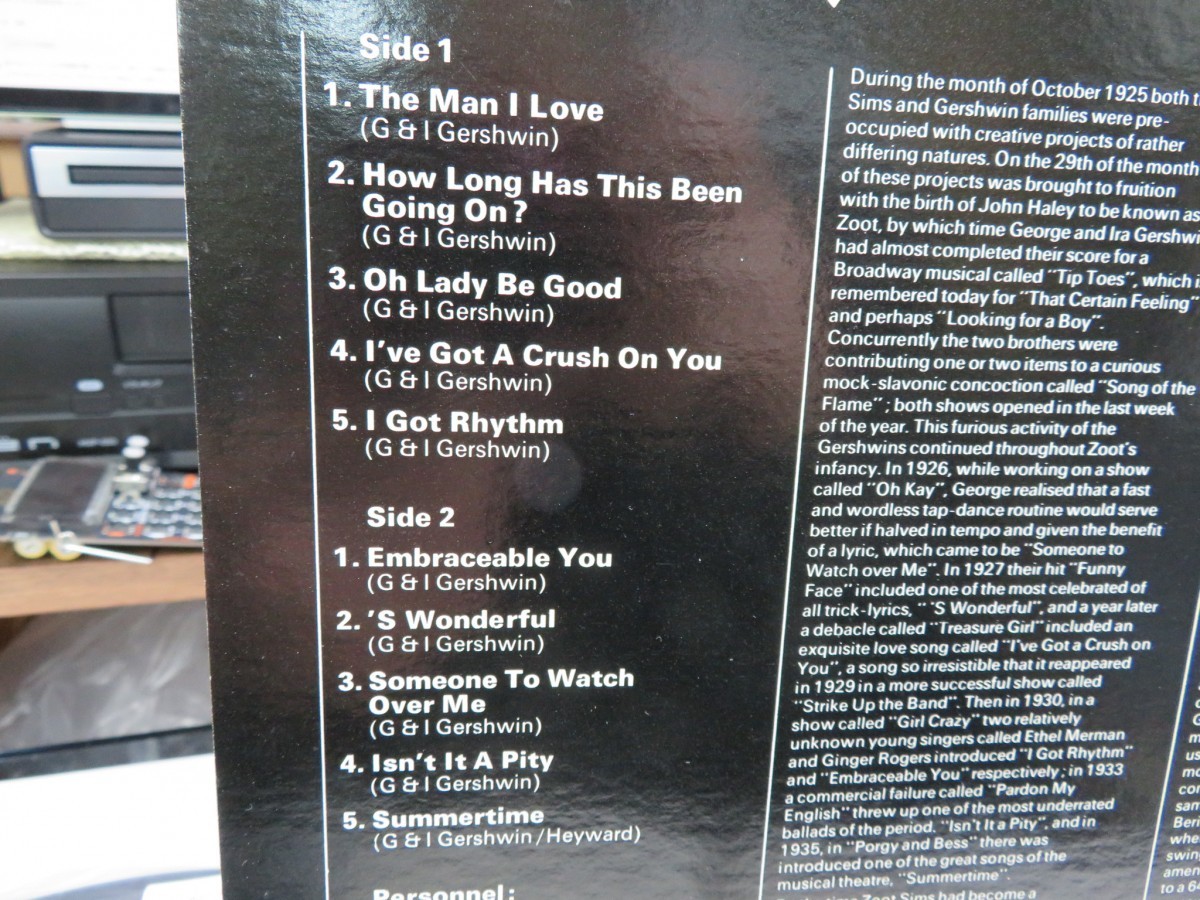 Side 1
1. The Man I Love
(G & I Gershwin)
2. How Long Has This Been
Going On?
(G & I Gershwin)
3. Oh Lady Be Good
(G & I Gershwin)
4. I've Got A Crush On You
(G & I Gershwin)
5. I Got Rhythm
(G & I Gershwin)
Side 2
1. Embraceable You
(G & I Gershwin)
2. 'S Wonderful
(G & I Gershwin)
3. Someone To Watch
Over Me
(G & I Gershwin)
4. Isn't It A Pity
(G & I Gershwin)
5. Summertime
(G & I Gershwin/Heyward)
Personnel:
During the month of October 1925 both
Sims and Gershwin families were pre-
occupied with creative projects of rather
differing natures. On the 29th of the month
of these projects was brought to fruition
with the birth of John Haley to be known as
Zoot, by which time George and Ira
had almost completed their score for a
Broadway musical called "Tip Toes", which
remembered today for "That Certain Feeling"
and perhaps "Looking for a Boy".
Concurrently the two brothers were
contributing one or two items to a curious
mock-slavonic concoction called "Song of the
Flame"; both shows opened in the last week
of the year. This furious activity of the
Gershwins continued throughout Zoot's
infancy. In 1926, while working on a show
called "Oh Kay", George realised that a fast
and wordless tap-dance routine would serve
better if halved in tempo and given the benefit
of a lyric, which came to be "Someone to
Watch over Me". In 1927 their hit "Funny
Face" included one of the most celebrated of
all trick-lyrics, "'S Wonderful", and a year later
a debacle called "Treasure Girl" included an
exquisite love song called "I've Got a Crush on
You", a song so irresistible that it reappeared
in 1929 in a more successful show called
"Strike Up the Band". Then in 1930, in a
show called "Girl Crazy" two relatively
unknown young singers called Ethel Merman
and Ginger Rogers introduced "I Got Rhythm"
and "Embraceable You" respectively; in 1933
a commercial failure called "Pardon My
English" threw up one of the most underrated
ballads of the period. "Isn't It a Pity", and in
1935, in "Porgy and Bess" there was
introduced one of the great songs of the
musical theatre, "Summertime".
time Zoot Sims had become a